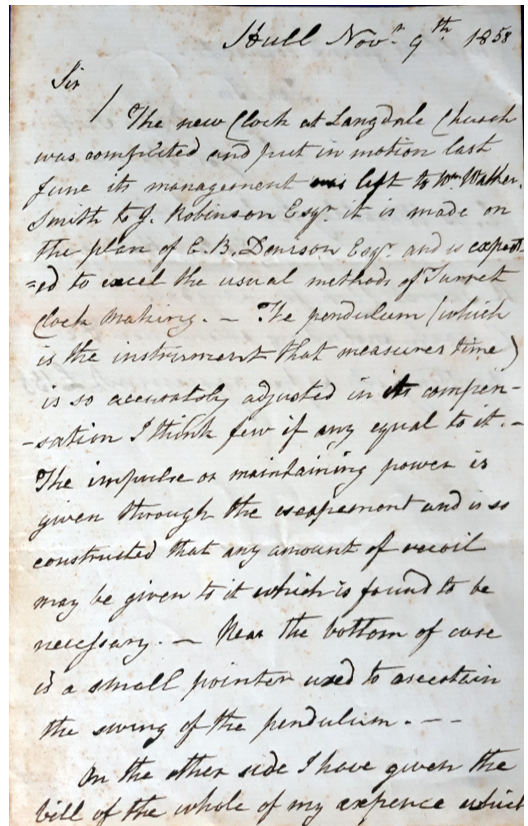 Hull Novr. 9th 1858
Sir
/ The new Clock at Langdale Church
was completed and put in motion last
June its management was left to Wm Walker
Smith to J. Robinson Esqr. it is made on
the plan of E. B. Denison Esqr. and is expect
=ed to excel the usual methods of Turret
Clock making. — The pendulum (which
is the instrument that measures time)
is so accurately adjusted in its compen-
-sation I think few if any equal to it. -
The impulse or maintaining power is
given through the escapement and is so
constructed that any amount of recoil
may be given to it which is found to be
necessary. — Near the bottom of case
is a small pointer used to ascertain
the swing of the pendulum. — -
On the other side I have given the
bill of the whole of my expence which